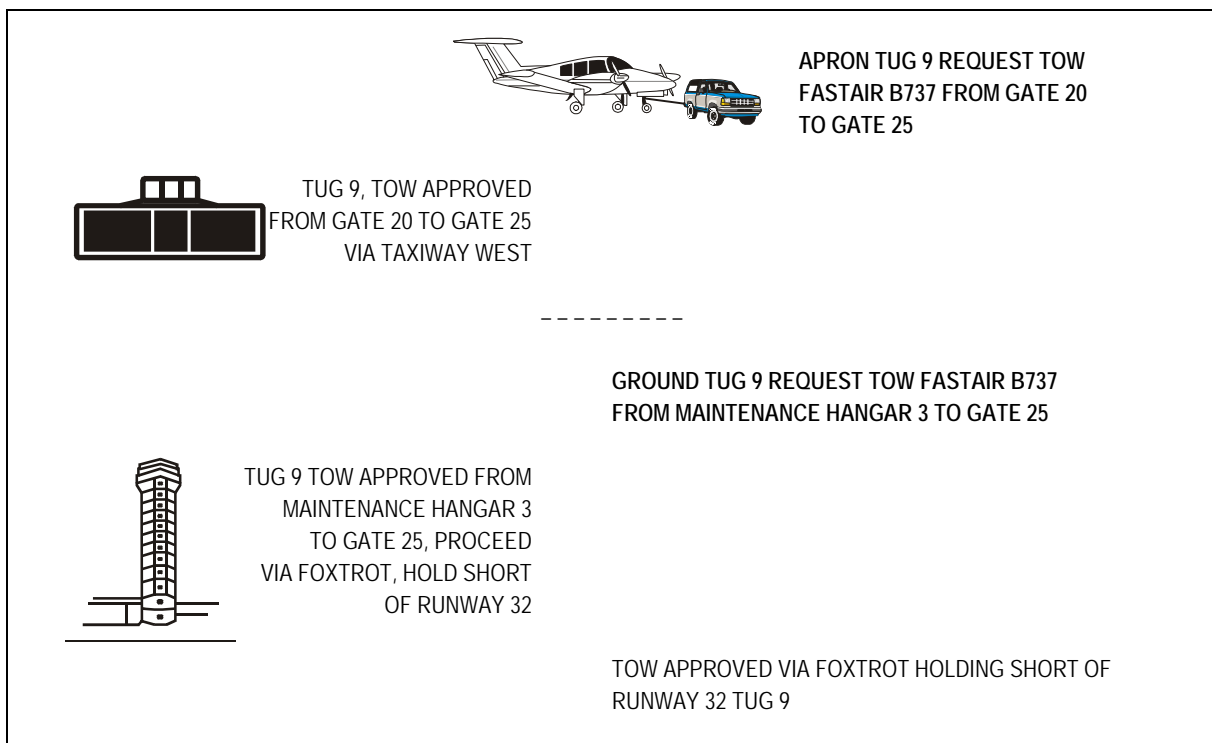 APRON TUG 9 REQUEST TOW
FASTAIR B737 FROM GATE 20
TO GATE 25
TUG 9, TOW APPROVED
FROM GATE 20 TO GATE 25
VIA TAXIWAY WEST
_ _ _ _ _ _ _ _ _
GROUND TUG 9 REQUEST TOW FASTAIR B737
FROM MAINTENANCE HANGAR 3 TO GATE 25
TUG 9 TOW APPROVED FROM
MAINTENANCE HANGAR 3
TO GATE 25, PROCEED
VIA FOXTROT, HOLD SHORT
OF RUNWAY 32
TOW APPROVED VIA FOXTROT HOLDING SHORT OF
RUNWAY 32 TUG 9